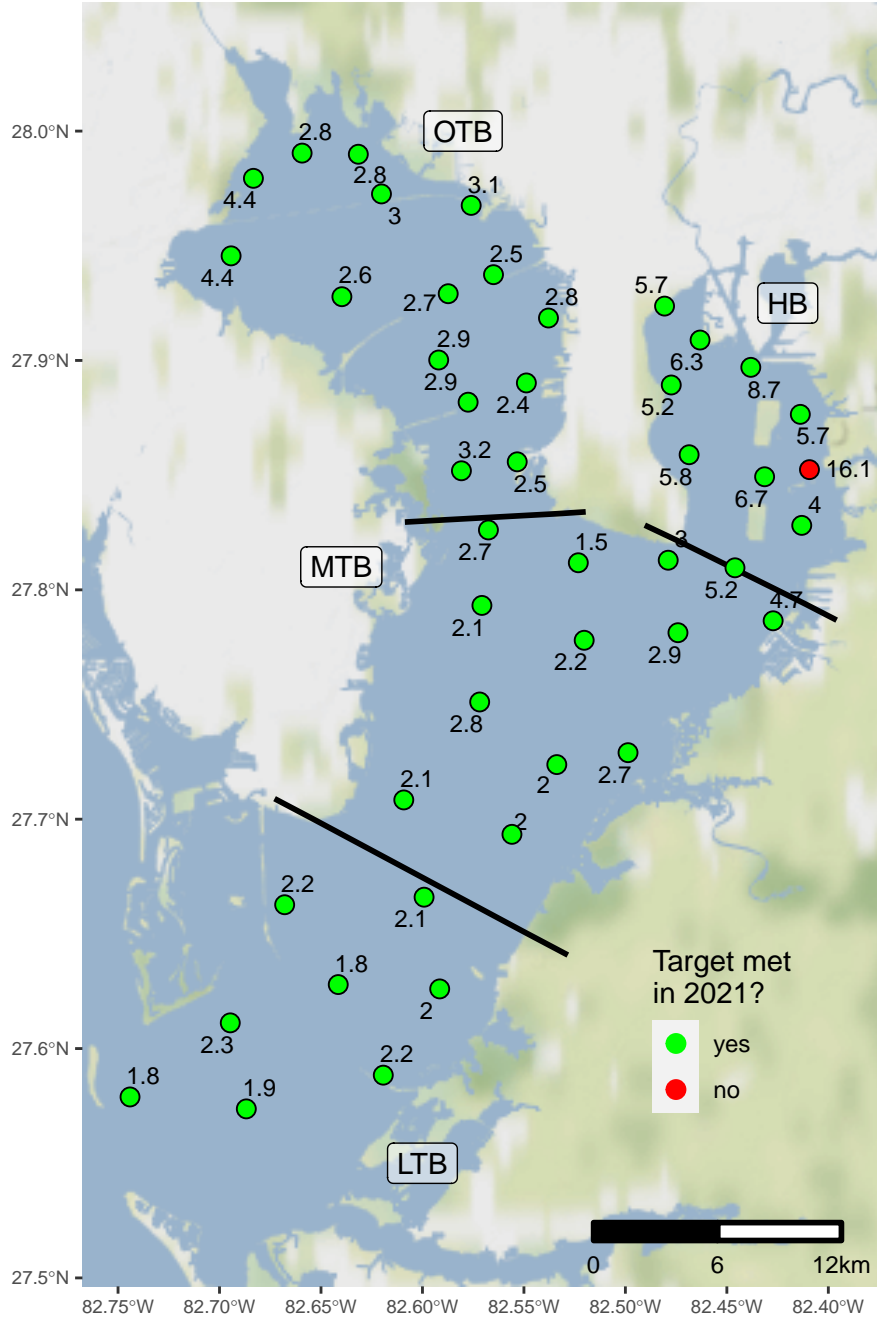 28.0°N
27.9°N
27.8°N
27.7°N
27.6°N
27.5°N
OTB
2.8
2.8
4.4
3
3.1
4.4
2.5
2.6
2.7
2.8
5.7
HB
2.9
6.3
2.9
2.4
5.2
8.7
5.7
3.2
2.5
5.8
6.7
16.1
4
2.7
MTB
1.5
3
5.2
4.7
2.1
2.2
2.9
2.8
2
2.7
2.1
2
2.2
2.1
1.8
2
2.3
2.2
1.8
1.9
LTB
Target met
in 2021?
yes
no
0 6 12km
82.75°W 82.70°W 82.65°W 82.60°W 82.55°W 82.50°W 82.45°W 82.40°W